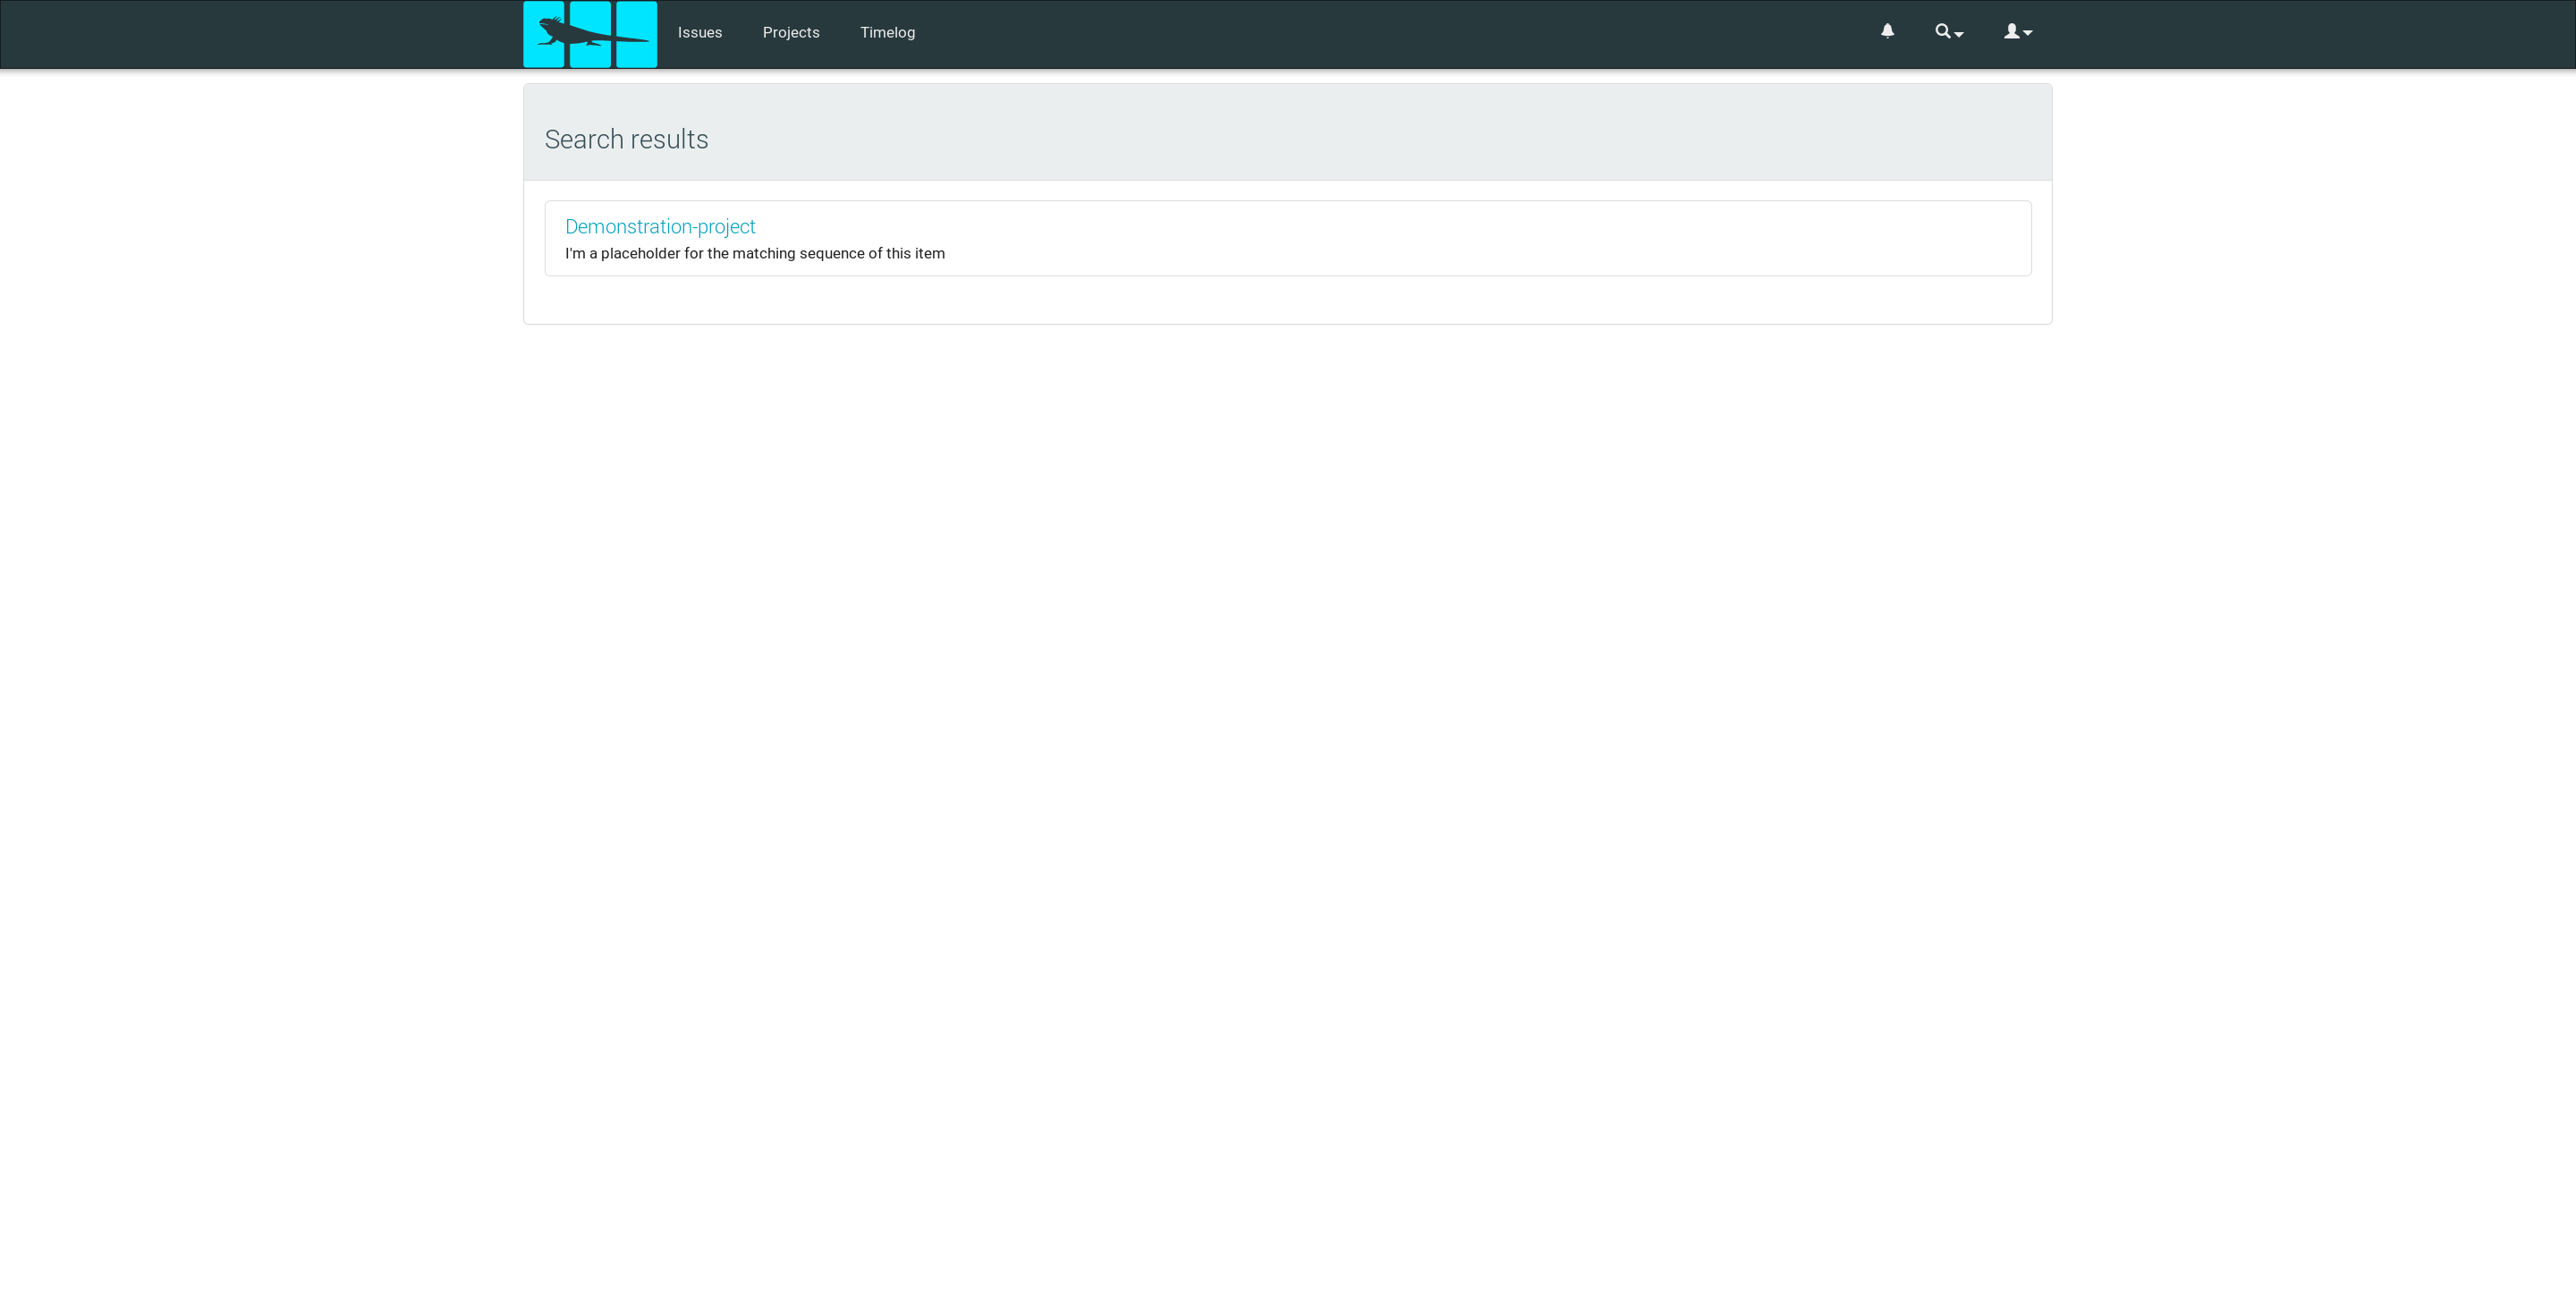 Issues Projects Timelog
Search results
Demonstration-project
I'm a placeholder for the matching sequence of this item